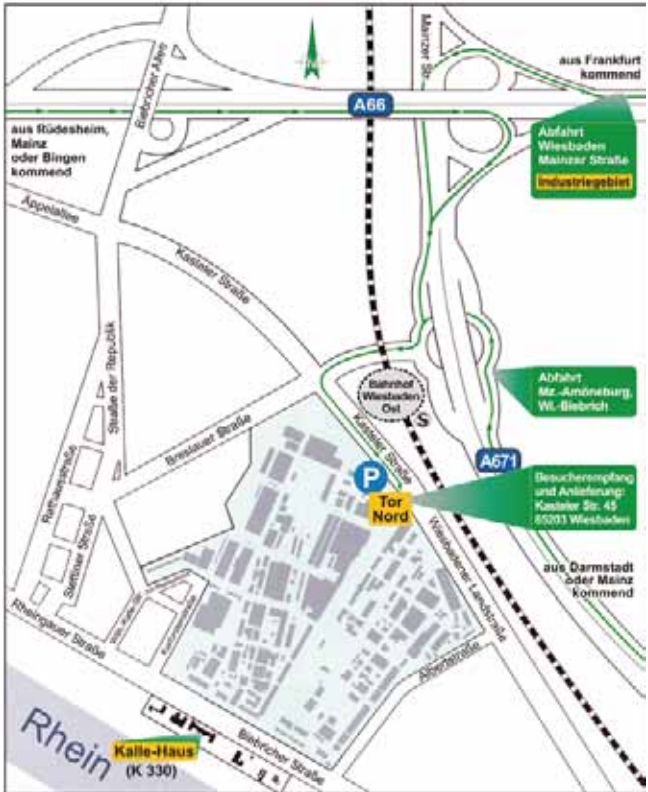 N
Mainzer Str.
aus Frankfurt
kommend
Biebricher Allee
A66
aus Rüdesheim,
Mainz
oder Bingen
kommend
Abfahrt
Wiesbaden
Mainzer Straße
Industriegebiet
Äppelallee
Kasteler Straße
Straße der Republik
Bahnhof
Wiesbaden
Ost
S
Abfahrt
Mz.-Amöneburg,
Wi.-Biebrich
Breslauer Straße
Kasteler Straße
A671
P
Tor
Nord
Besucherempfang
und Anlieferung:
Kasteler Str. 45
65203 Wiesbaden
Rathausstraße
Stettiner Straße
Wiesbadener Landstraße
aus Darmstadt
oder Mainz
kommend
Rheingauer Straße
Albertstraße
Biebricher Straße
Rhein
Kalle-Haus
(K 330)